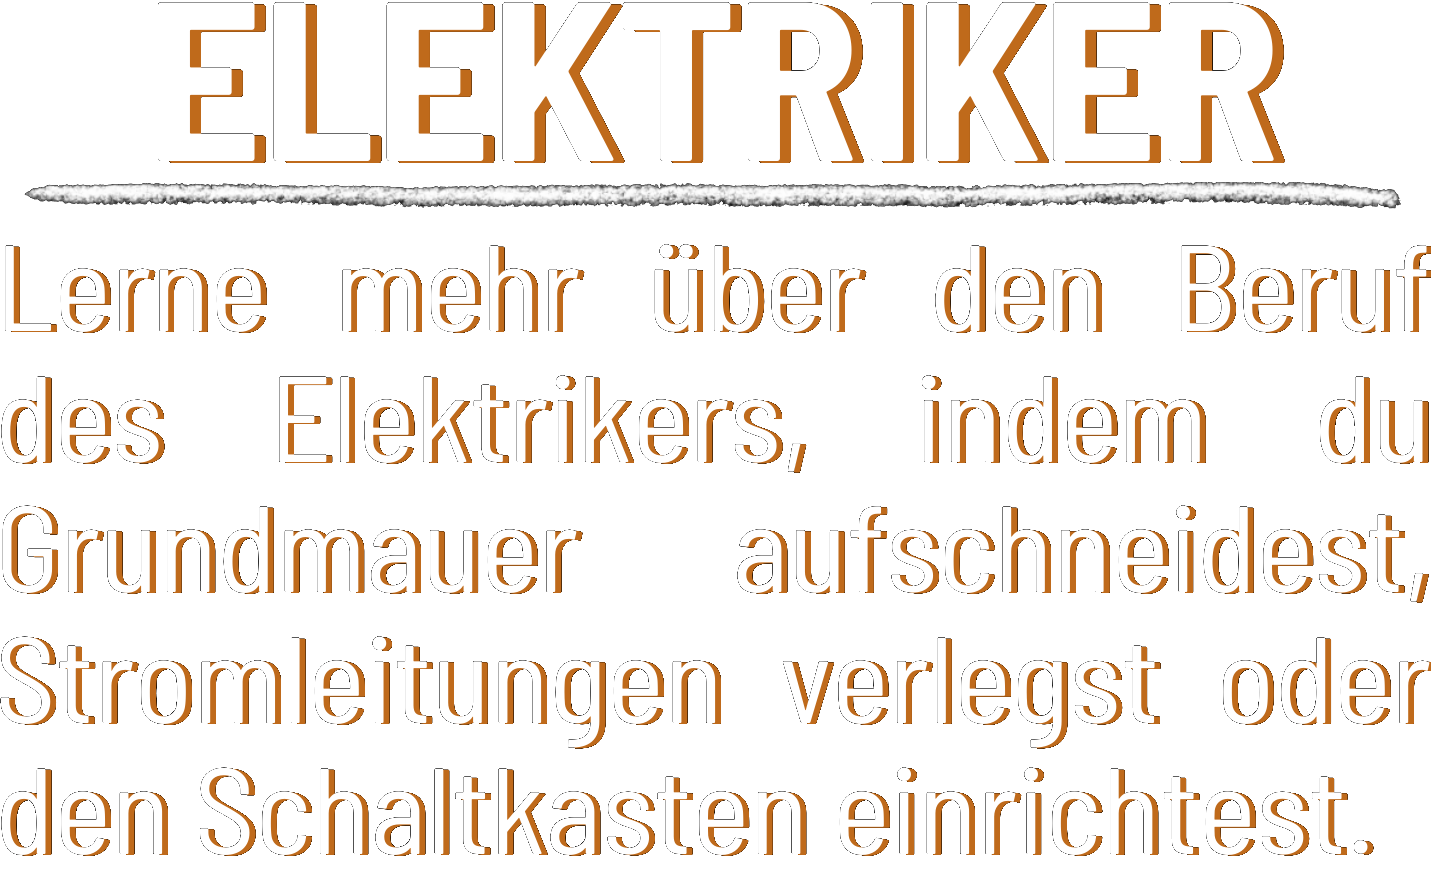 ELEKTRIKER
Lerne mehr über den Beruf
des Elektrikers, indem du
Grundmauer aufschneidest,
Stromleitungen verlegst oder
den Schaltkasten einrichtest.